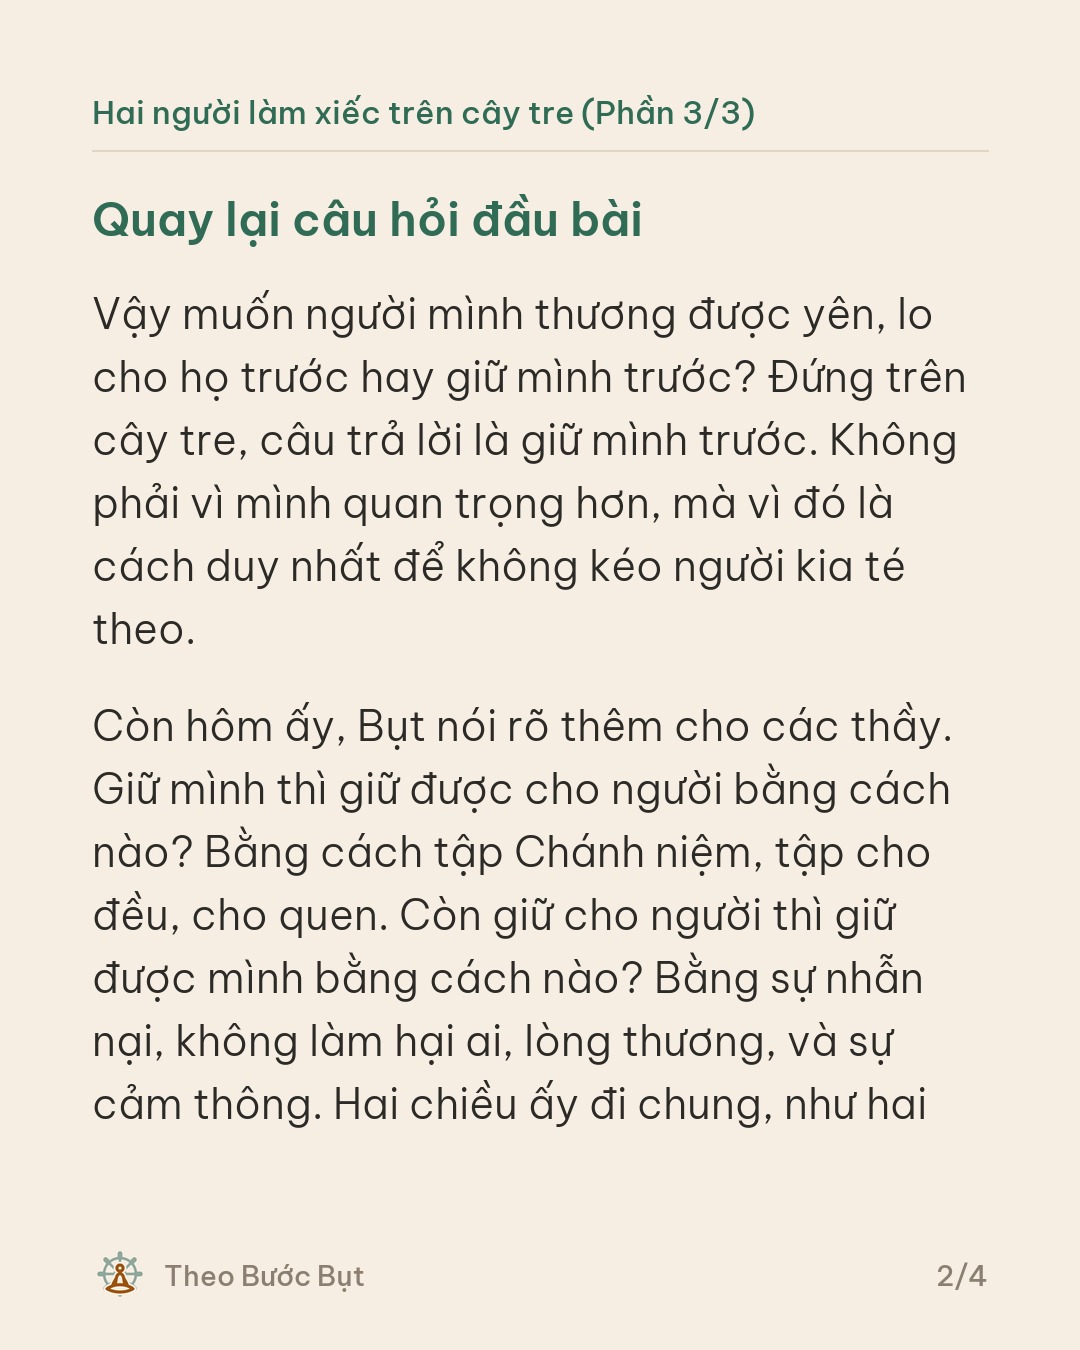 Hai người làm xiếc trên cây tre (Phần 3/3)
Quay lại câu hỏi đầu bài
Vậy muốn người mình thương được yên, lo
cho họ trước hay giữ mình trước? Đứng trên
cây tre, câu trả lời là giữ mình trước. Không
phải vì mình quan trọng hơn, mà vì đó là
cách duy nhất để không kéo người kia té
theo.
Còn hôm ấy, Bụt nói rõ thêm cho các thầy.
Giữ mình thì giữ được cho người bằng cách
nào? Bằng cách tập Chánh niệm, tập cho
đều, cho quen. Còn giữ cho người thì giữ
được mình bằng cách nào? Bằng sự nhẫn
nại, không làm hại ai, lòng thương, và sự
cảm thông. Hai chiều ấy đi chung, như hai
Theo Bước Bụt
2/4